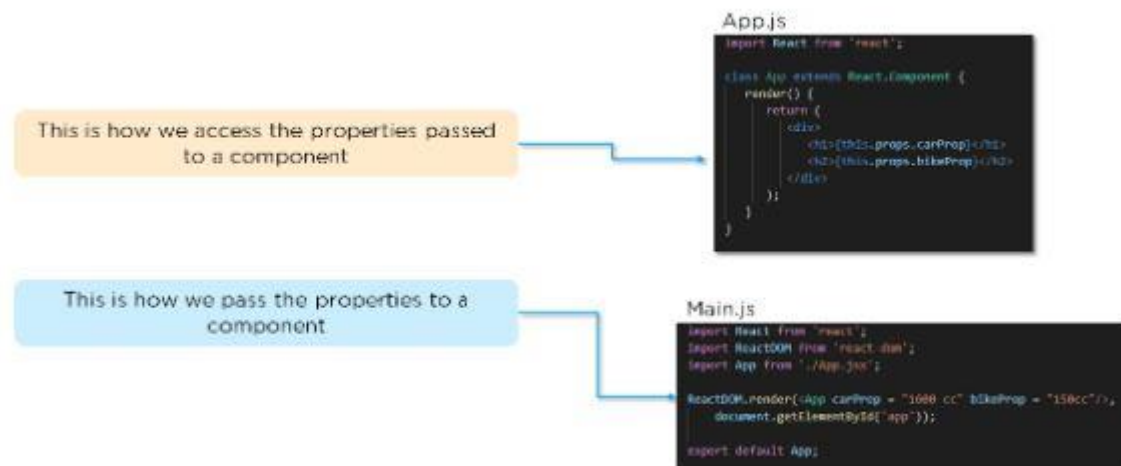 App.js
import React from 'react';
class App extends React.Component {
render() {
return (
<div>
<h1>{this.props.carProp}</h1>
<h2>{this.props.bikeProp}</h2>
</div>
);
}
}
This is how we access the properties passed
to a component
This is how we pass the properties to a
component
Main.js
import React from 'react';
import ReactDOM from 'react-dom';
import App from './App.jsx';
ReactDOM.render(<App carProp = "1600 cc" bikeProp = "150cc"/>,
document.getElementById('app'));
export default App;